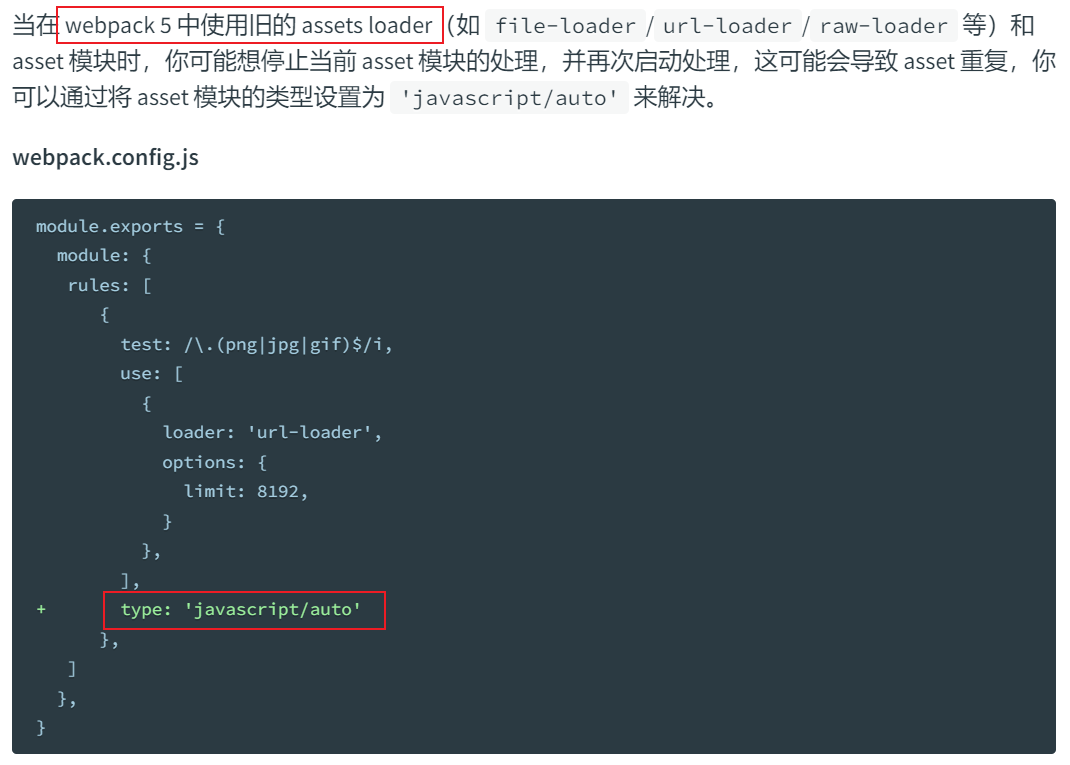 当在 webpack 5 中使用旧的 assets loader（如 file-loader / url-loader / raw-loader 等）和
asset 模块时，你可能想停止当前 asset 模块的处理，并再次启动处理，这可能会导致 asset 重复，你
可以通过将 asset 模块的类型设置为 'javascript/auto' 来解决。
webpack.config.js
module.exports = {
  module: {
   rules: [
      {
        test: /\.(png|jpg|gif)$/i,
        use: [
          {
            loader: 'url-loader',
            options: {
              limit: 8192,
            }
          },
        ],
+       type: 'javascript/auto'
      },
   ]
  },
}